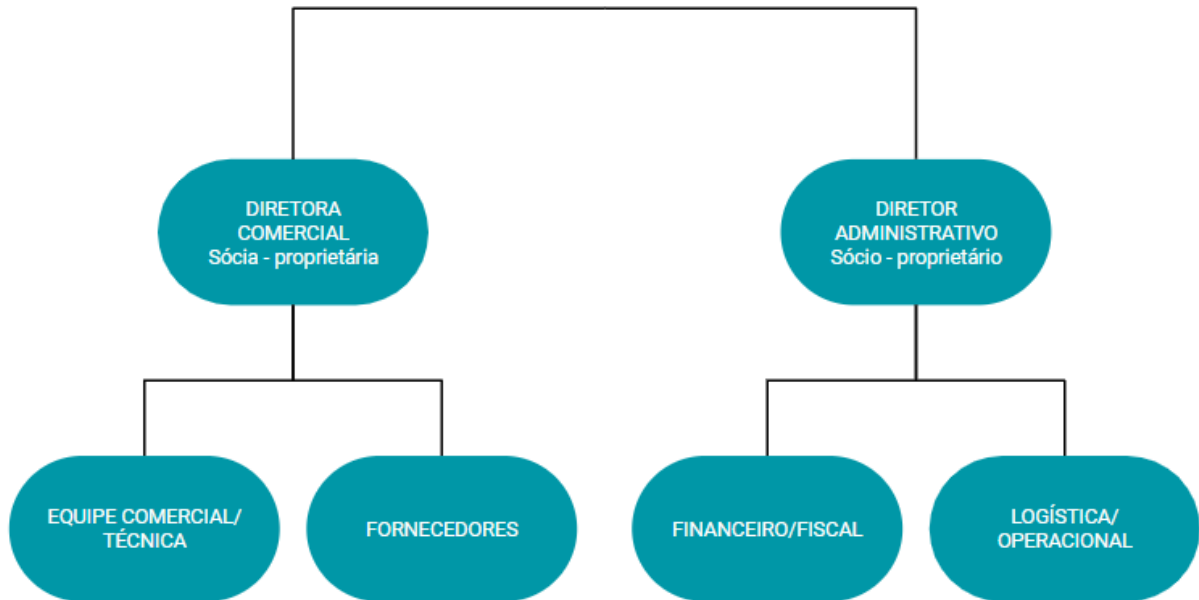 DIRETORA
COMERCIAL
Sócia - proprietária
DIRETOR
ADMINISTRATIVO
Sócio - proprietário
EQUIPE COMERCIAL/
TÉCNICA
FORNECEDORES
FINANCEIRO/FISCAL
LOGÍSTICA/
OPERACIONAL